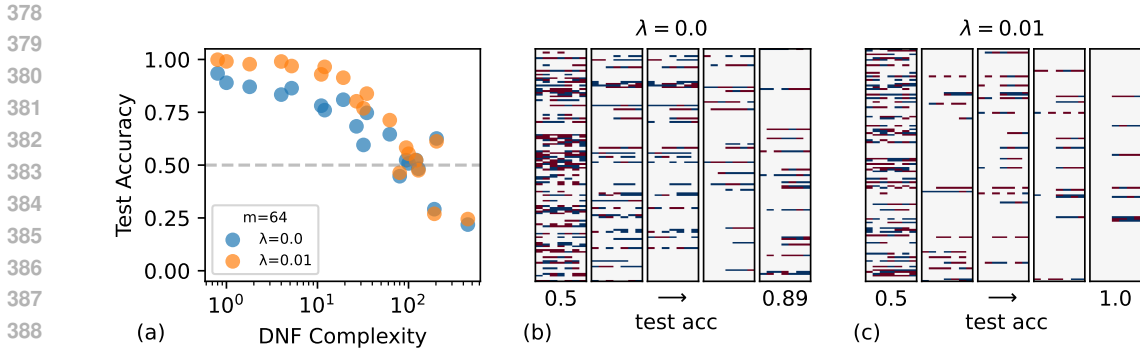 378
379
380
381
382
383
384
385
386
387
388
Test Accuracy
1.00
0.75
0.50
0.25
0.00
m=64
λ=0.0
λ=0.01
10⁰
10¹
10²
(a)
DNF Complexity
λ = 0.0
0.5
→
0.89
(b)
test acc
λ = 0.01
0.5
→
1.0
(c)
test acc